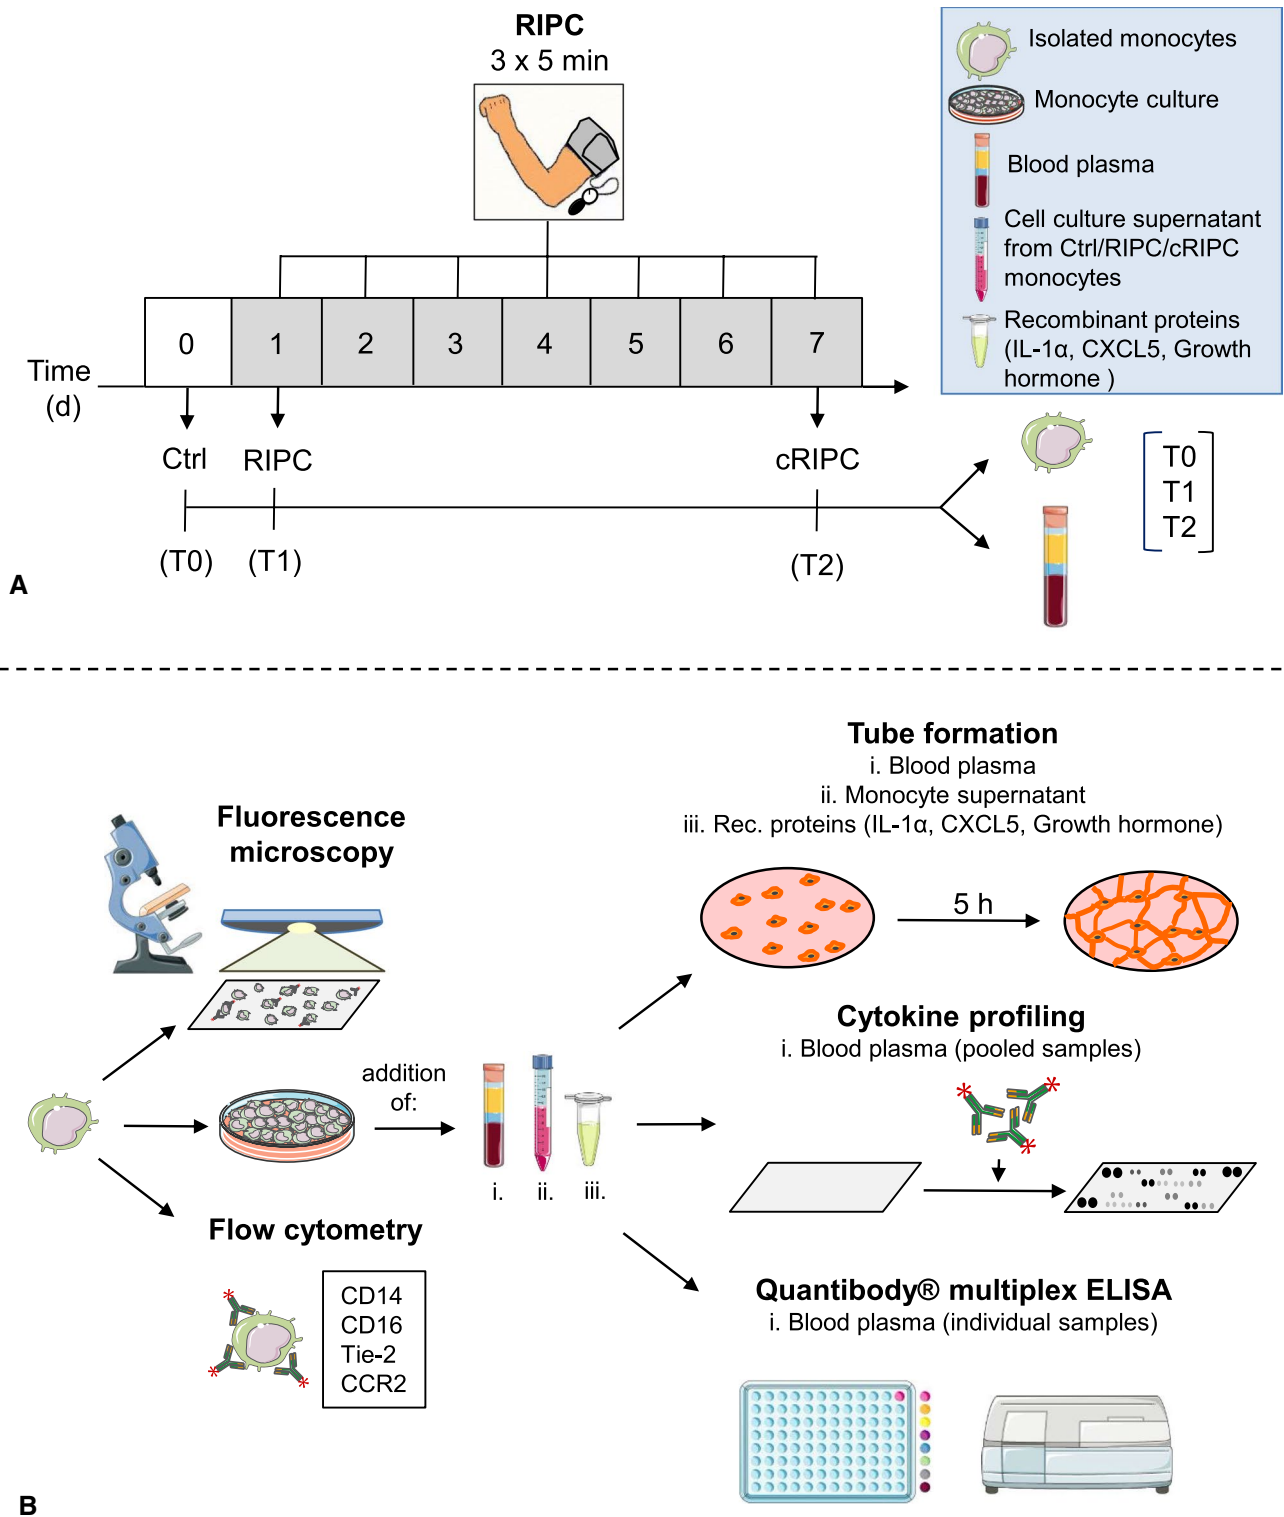 RIPC
3 x 5 min
Isolated monocytes
Monocyte culture
Blood plasma
Cell culture supernatant
from Ctrl/RIPC/cRIPC
monocytes
Recombinant proteins
(IL-1α, CXCL5, Growth
hormone )
0 1 2 3 4 5 6 7
Time
(d)
Ctrl RIPC cRIPC
(T0) (T1) (T2)
T0
T1
T2
A
Tube formation
i. Blood plasma
ii. Monocyte supernatant
iii. Rec. proteins (IL-1α, CXCL5, Growth hormone)
5 h
Fluorescence
microscopy
addition
of:
i. ii. iii.
Cytokine profiling
i. Blood plasma (pooled samples)
Flow cytometry
CD14
CD16
Tie-2
CCR2
Quantibody® multiplex ELISA
i. Blood plasma (individual samples)
B